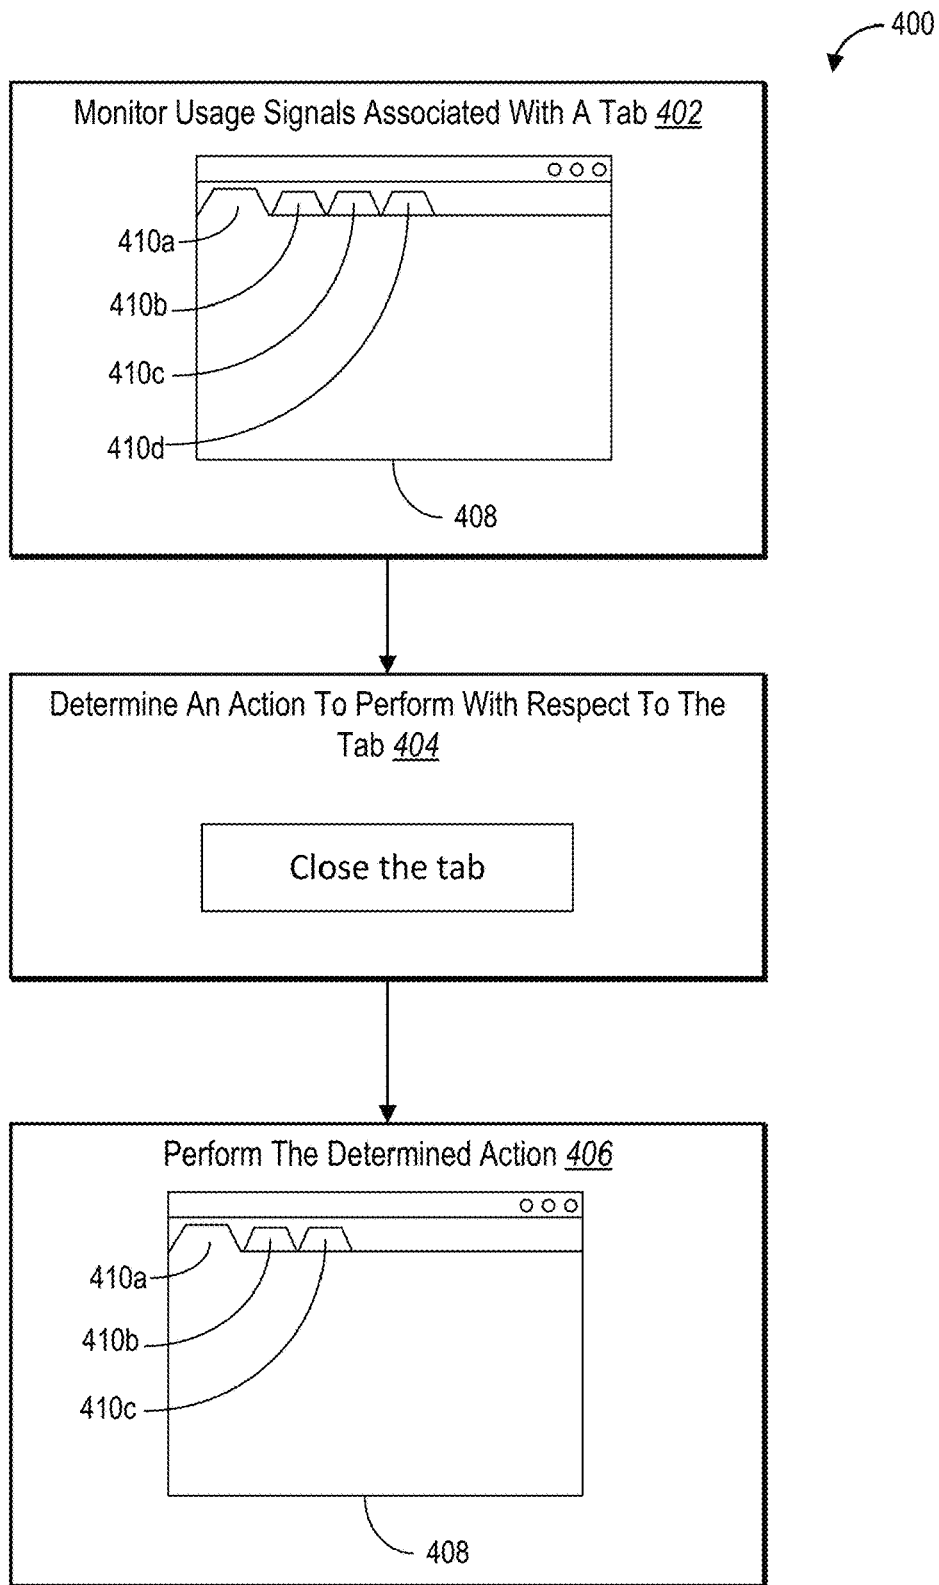 400
Monitor Usage Signals Associated With A Tab 402
410a
410b
410c
410d
408
Determine An Action To Perform With Respect To The
Tab 404
Close the tab
Perform The Determined Action 406
410a
410b
410c
408